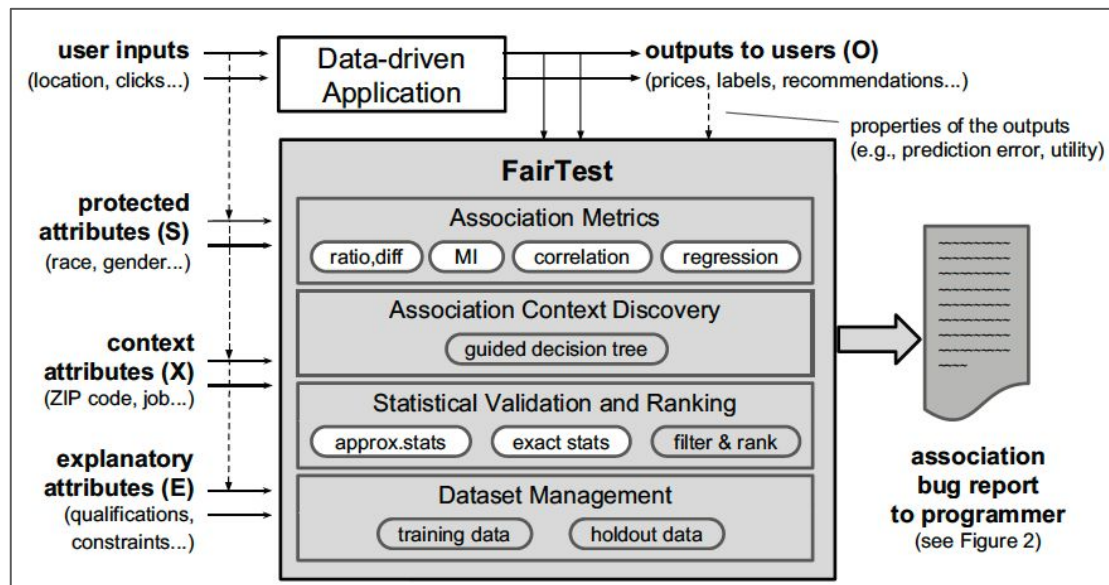 user inputs
(location, clicks...)
Data-driven
Application
outputs to users (O)
(prices, labels, recommendations...)
properties of the outputs
(e.g., prediction error, utility)
FairTest
protected
attributes (S)
(race, gender...)
Association Metrics
ratio,diff MI correlation regression
Association Context Discovery
guided decision tree
context
attributes (X)
(ZIP code, job...)
Statistical Validation and Ranking
approx.stats exact stats filter & rank
explanatory
attributes (E)
(qualifications,
constraints...)
Dataset Management
training data holdout data
association
bug report
to programmer
(see Figure 2)